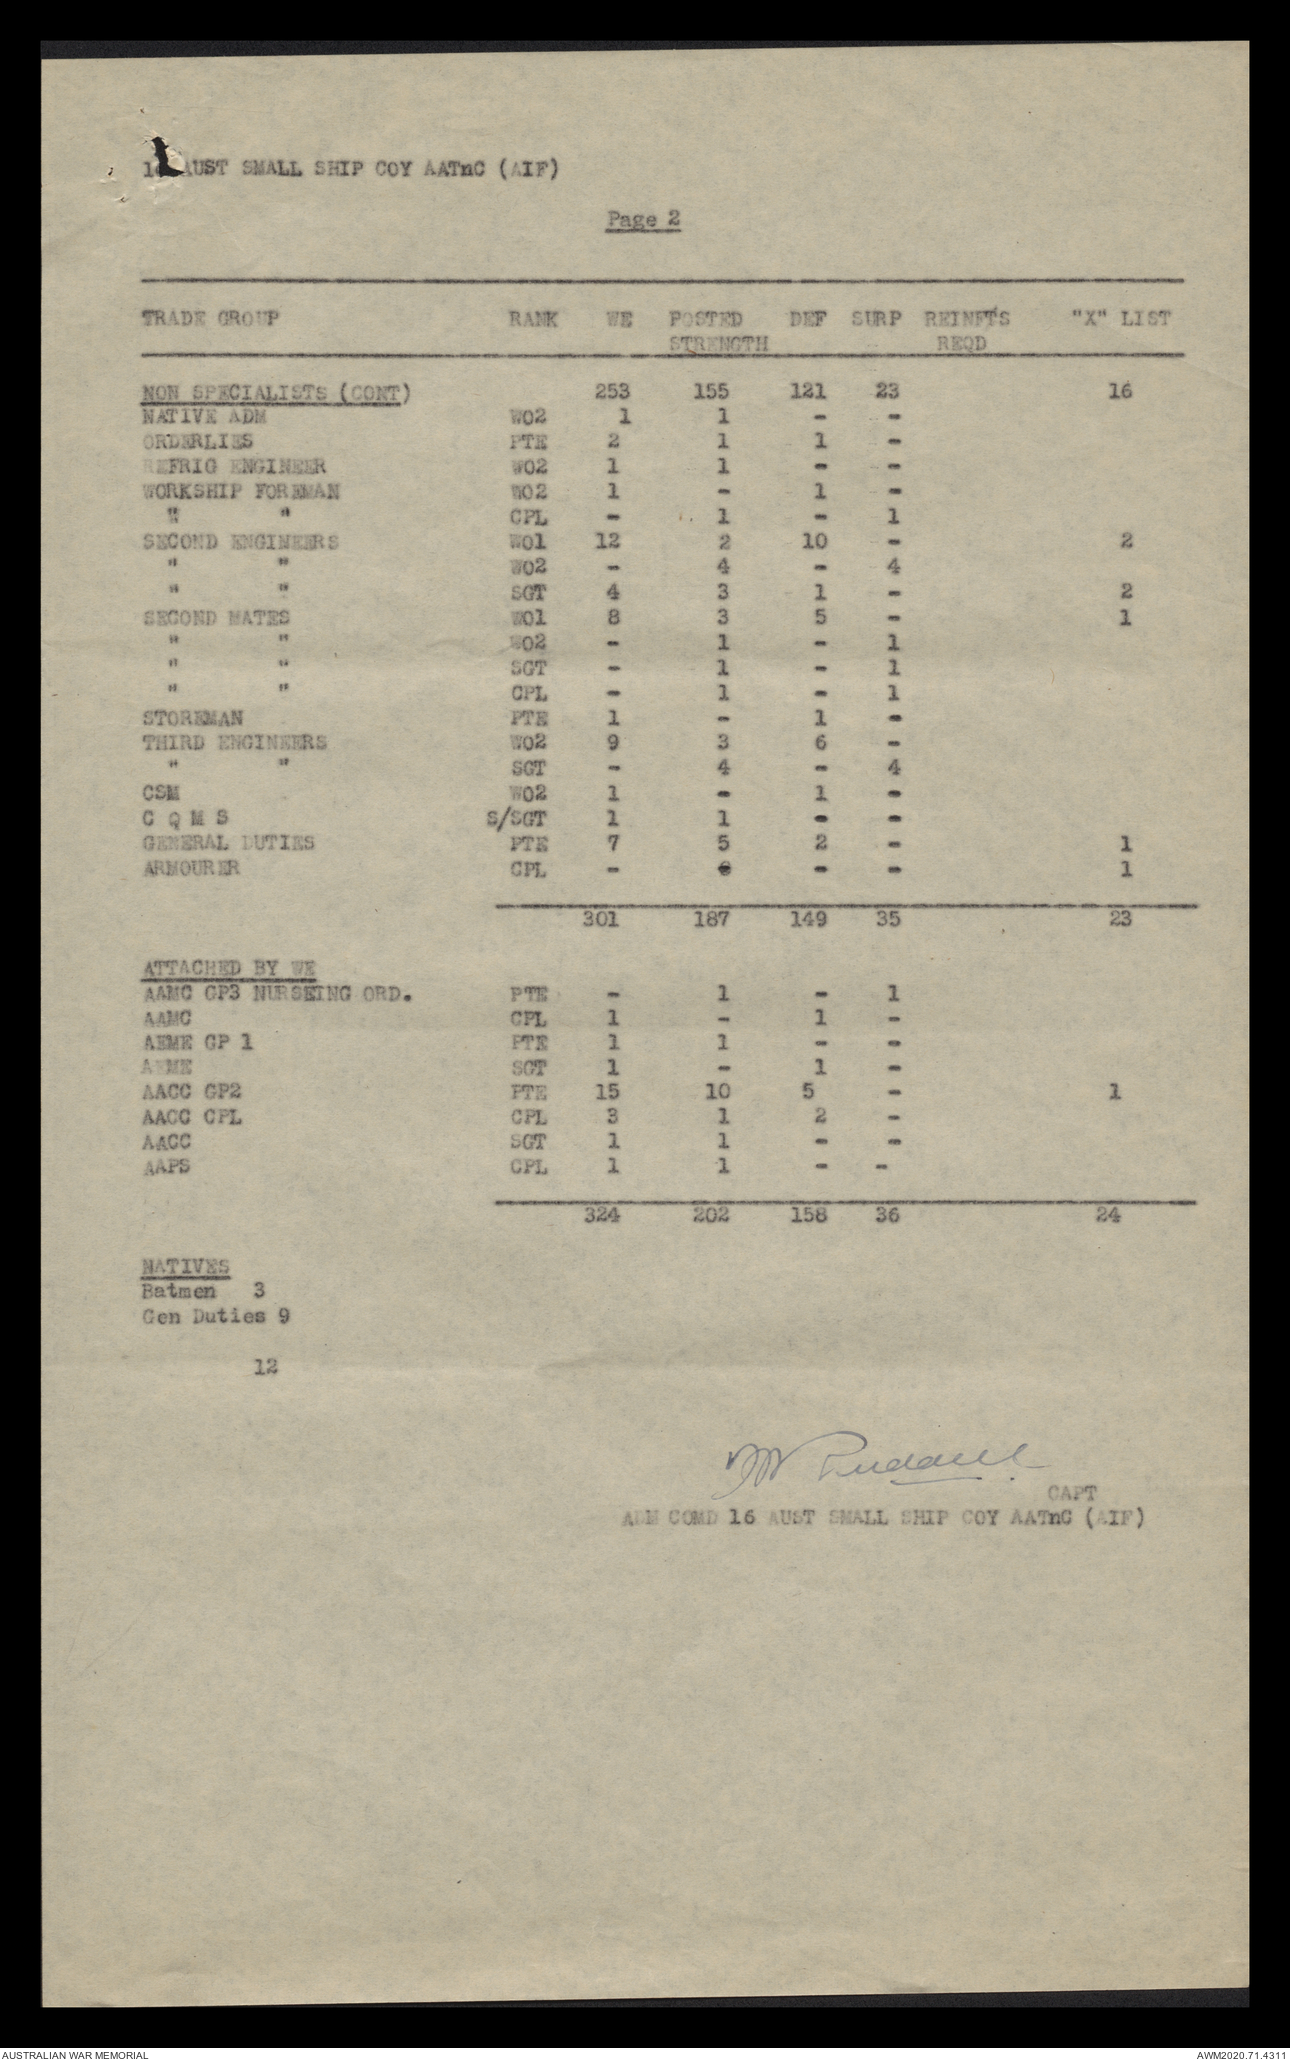 16 AUST SMALL SHIP COY AATnC (AIF)
Page 2
TRADE GROUP RANK WE POSTED DEF SURP REINFTS "X" LIST
STRENGTH REQD
NON SPECIALISTS (CONT) 253 155 121 23 16
NATIVE ADM WO2 1 1 - -
ORDERLIES PTE 2 1 1 -
REFRIG ENGINEER WO2 1 1 - -
WORKSHIP FOREMAN WO2 1 - 1 -
" " CPL - 1 - 1
SECOND ENGINEERS WO1 12 2 10 - 2
" " WO2 - 4 - 4
" " SGT 4 3 1 - 2
SECOND MATES WO1 8 3 5 - 1
" " WO2 - 1 - 1
" " SGT - 1 - 1
" " CPL - 1 - 1
STOREMAN PTE 1 - 1 -
THIRD ENGINEERS WO2 9 3 6 -
" " SGT - 4 - 4
CSM WO2 1 - 1 -
C Q M S S/SGT 1 1 - -
GENERAL DUTIES PTE 7 5 2 - 1
ARMOURER CPL - - - - 1
301 187 149 35 23
ATTACHED BY WE
AAMC GP3 NURSEING ORD. PTE - 1 - 1
AAMC CPL 1 - 1 -
AEME GP 1 PTE 1 1 - -
AEME SGT 1 - 1 -
AACC GP2 PTE 15 10 5 - 1
AACC CPL CPL 3 1 2 -
AACC SGT 1 1 - -
AAPS CPL 1 1 - -
324 202 158 36 24
NATIVES
Batmen 3
Gen Duties 9
12
CAPT
ADM COMD 16 AUST SMALL SHIP COY AATnC (AIF)
AUSTRALIAN WAR MEMORIAL AWM2020.71.4311